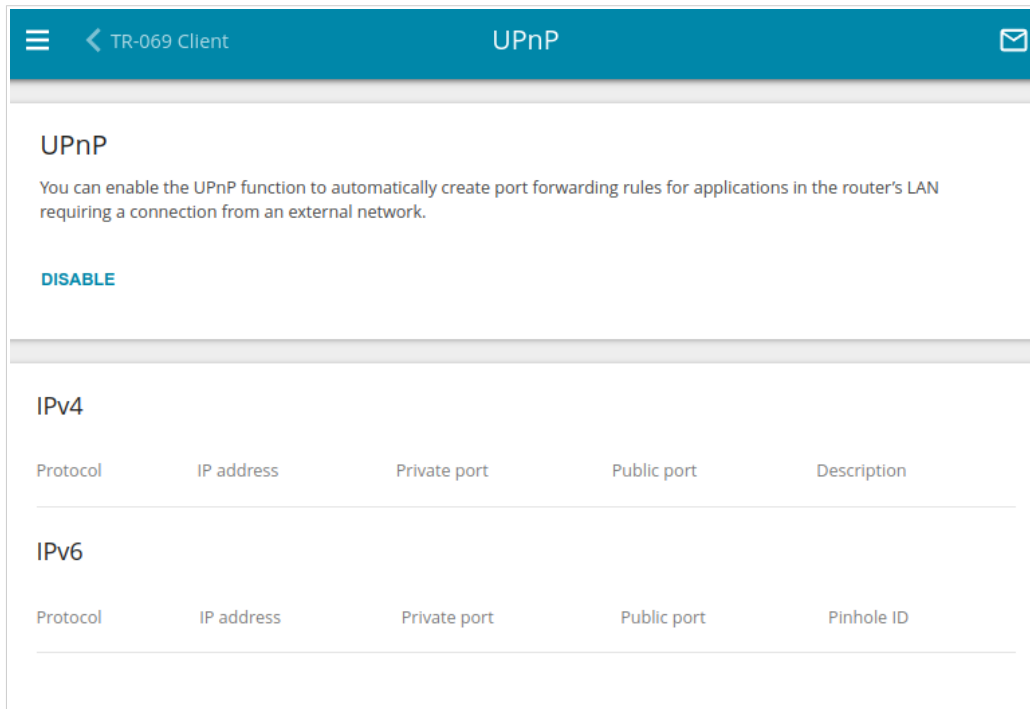 TR-069 Client
UPnP
UPnP
You can enable the UPnP function to automatically create port forwarding rules for applications in the router's LAN
requiring a connection from an external network.
DISABLE
IPv4
Protocol IP address Private port Public port Description
IPv6
Protocol IP address Private port Public port Pinhole ID